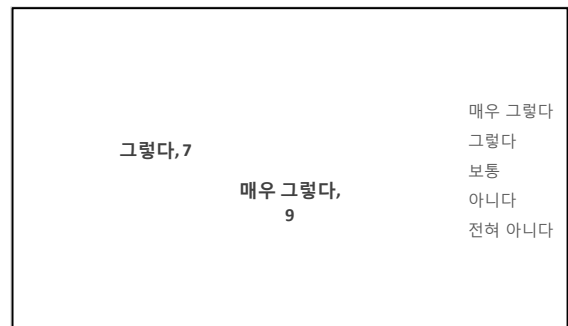 그렇다, 7
매우 그렇다,
9
매우 그렇다
그렇다
보통
아니다
전혀 아니다